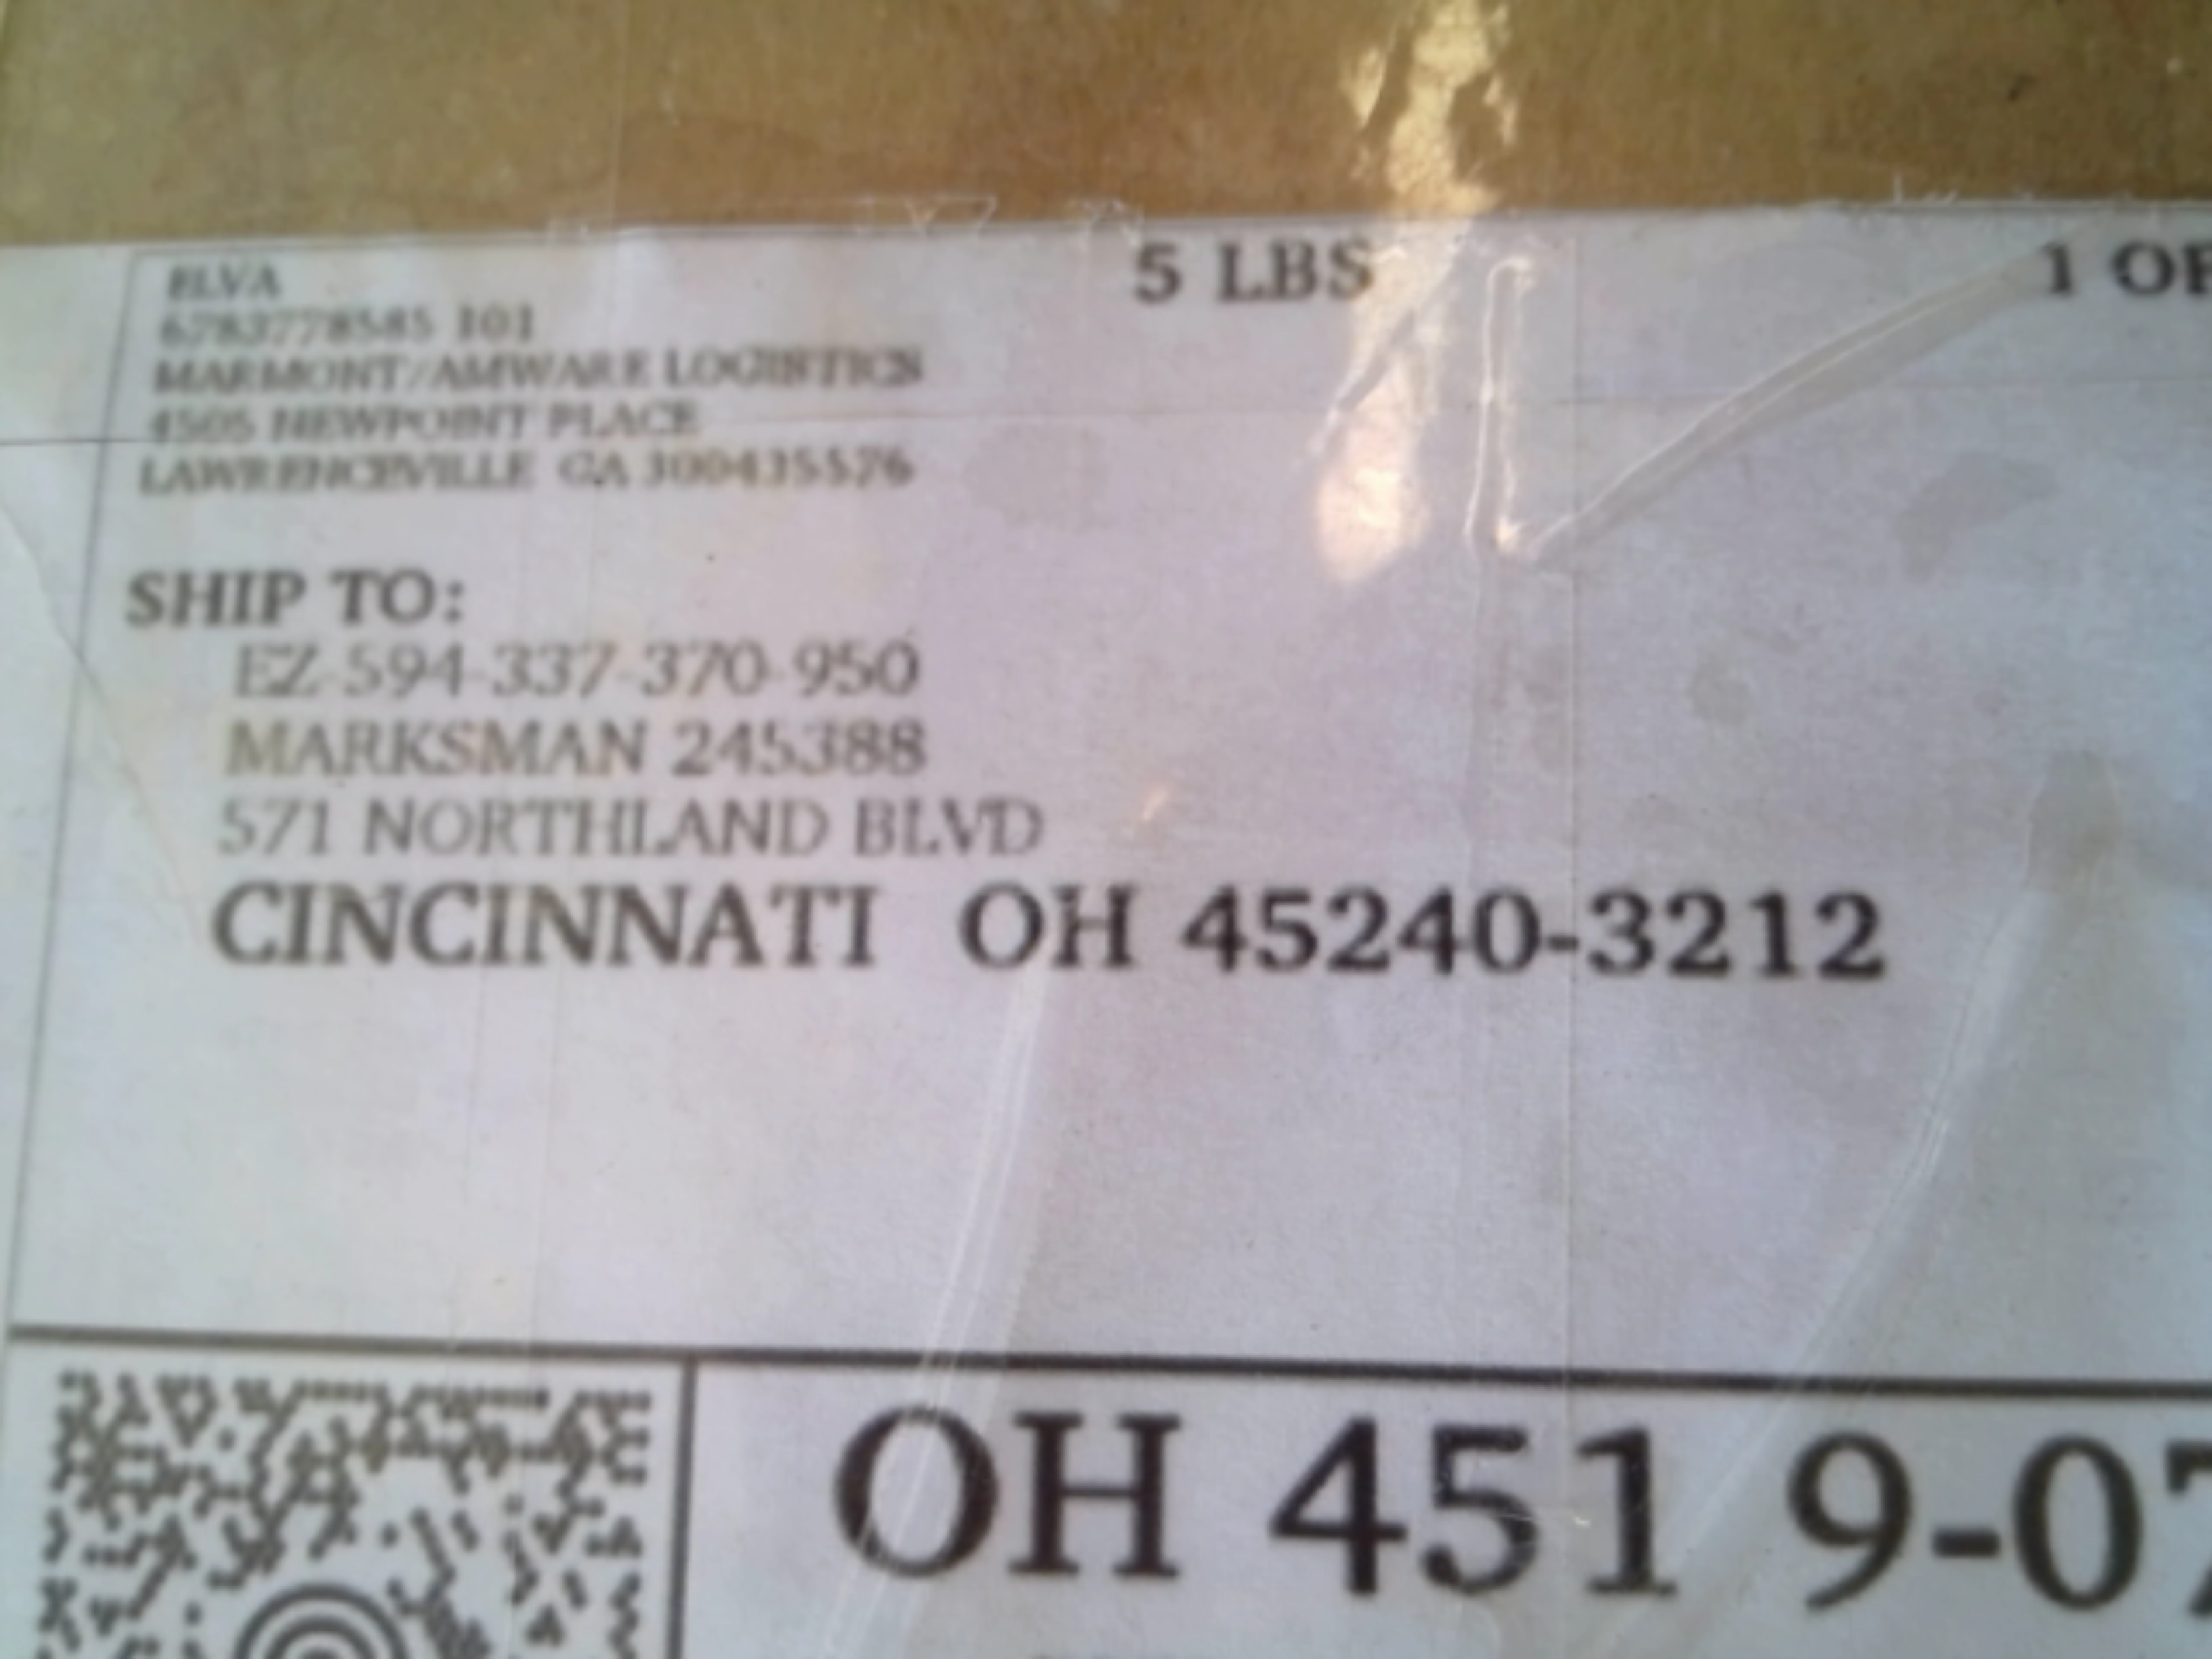 ELVA
6783778585 101
MARMONT/AMWARE LOGISTICS
4505 NEWPOINT PLACE
LAWRENCEVILLE GA 300435576
5 LBS
1 OF
SHIP TO:
EZ-594-337-370-950
MARKSMAN 245388
571 NORTHLAND BLVD
CINCINNATI OH 45240-3212
OH 451 9-07